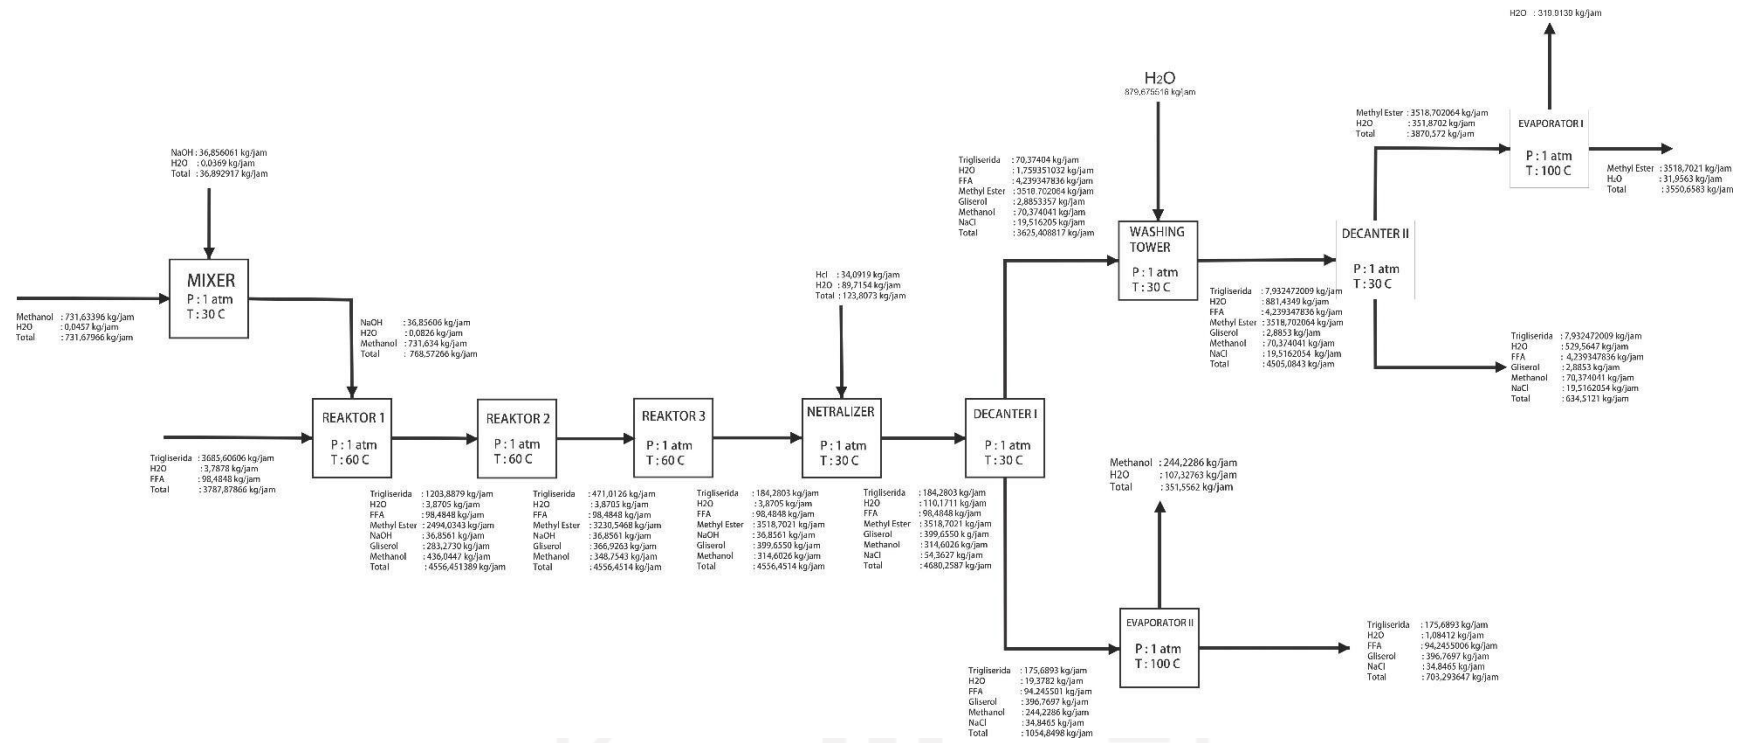 H2O : 319,9139 kg/jam
H2O
879,675516 kg/jam
Methyl Ester : 3518,702064 kg/jam
H2O : 351,8702 kg/jam
Total : 3870,572 kg/jam
EVAPORATOR I
P : 1 atm
T : 100 C
Methyl Ester : 3518,7021 kg/jam
H2O : 31,9563 kg/jam
Total : 3550,6583 kg/jam
NaOH : 36,856061 kg/jam
H2O : 0,0369 kg/jam
Total : 36,892917 kg/jam
Trigliserida : 70,37404 kg/jam
H2O : 1,759351032 kg/jam
FFA : 4,239347836 kg/jam
Methyl Ester : 3518,702064 kg/jam
Gliserol : 2,8853357 kg/jam
Methanol : 70,374041 kg/jam
NaCl : 19,516205 kg/jam
Total : 3625,408817 kg/jam
WASHING
TOWER
P : 1 atm
T : 30 C
DECANTER II
P : 1 atm
T : 30 C
MIXER
P : 1 atm
T : 30 C
Methanol : 731,63396 kg/jam
H2O : 0,0457 kg/jam
Total : 731,67966 kg/jam
NaOH : 36,85606 kg/jam
H2O : 0,0826 kg/jam
Methanol : 731,634 kg/jam
Total : 768,57266 kg/jam
Hcl : 34,0919 kg/jam
H2O : 89,7154 kg/jam
Total : 123,8073 kg/jam
Trigliserida : 7,932472009 kg/jam
H2O : 881,4349 kg/jam
FFA : 4,239347836 kg/jam
Methyl Ester : 3518,702064 kg/jam
Gliserol : 2,8853 kg/jam
Methanol : 70,374041 kg/jam
NaCl : 19,5162054 kg/jam
Total : 4505,0843 kg/jam
Trigliserida : 7,932472009 kg/jam
H2O : 529,5647 kg/jam
FFA : 4,239347836 kg/jam
Gliserol : 2,8853 kg/jam
Methanol : 70,374041 kg/jam
NaCl : 19,5162054 kg/jam
Total : 634,5121 kg/jam
REAKTOR 1
P : 1 atm
T : 60 C
REAKTOR 2
P : 1 atm
T : 60 C
REAKTOR 3
P : 1 atm
T : 60 C
NETRALIZER
P : 1 atm
T : 30 C
DECANTER I
P : 1 atm
T : 30 C
Trigliserida : 3685,60606 kg/jam
H2O : 3,7878 kg/jam
FFA : 98,4848 kg/jam
Total : 3787,87866 kg/jam
Trigliserida : 1203,8879 kg/jam
H2O : 3,8705 kg/jam
FFA : 98,4848 kg/jam
Methyl Ester : 2494,0343 kg/jam
NaOH : 36,8561 kg/jam
Gliserol : 283,2730 kg/jam
Methanol : 436,0447 kg/jam
Total : 4556,451389 kg/jam
Trigliserida : 471,0126 kg/jam
H2O : 3,8705 kg/jam
FFA : 98,4848 kg/jam
Methyl Ester : 3230,5468 kg/jam
NaOH : 36,8561 kg/jam
Gliserol : 366,9263 kg/jam
Methanol : 348,7543 kg/jam
Total : 4556,4514 kg/jam
Trigliserida : 184,2803 kg/jam
H2O : 3,8705 kg/jam
FFA : 98,4848 kg/jam
Methyl Ester : 3518,7021 kg/jam
NaOH : 36,8561 kg/jam
Gliserol : 399,6550 kg/jam
Methanol : 314,6026 kg/jam
Total : 4556,4514 kg/jam
Trigliserida : 184,2803 kg/jam
H2O : 110,1711 kg/jam
FFA : 98,4848 kg/jam
Methyl Ester : 3518,7021 kg/jam
Gliserol : 399,6550 kg/jam
Methanol : 314,6026 kg/jam
NaCl : 54,3627 kg/jam
Total : 4680,2587 kg/jam
Methanol : 244,2286 kg/jam
H2O : 107,32763 kg/jam
Total : 351,5562 kg/jam
EVAPORATOR II
P : 1 atm
T : 100 C
Trigliserida : 175,6893 kg/jam
H2O : 19,3782 kg/jam
FFA : 94.245501 kg/jam
Gliserol : 396,7697 kg/jam
Methanol : 244,2286 kg/jam
NaCl : 34,8465 kg/jam
Total : 1054,8498 kg/jam
Trigliserida : 175,6893 kg/jam
H2O : 1,08412 kg/jam
FFA : 94,2455006 kg/jam
Gliserol : 396,7697 kg/jam
NaCl : 34,8465 kg/jam
Total : 703,293647 kg/jam